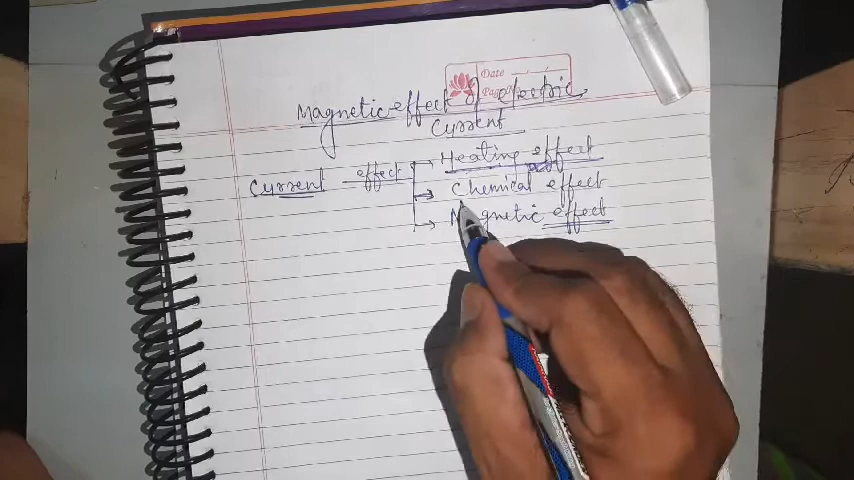 Date
Page
Magnetic effect of electric
Current
Current effect
Heating effect
Chemical effect
Magnetic effect